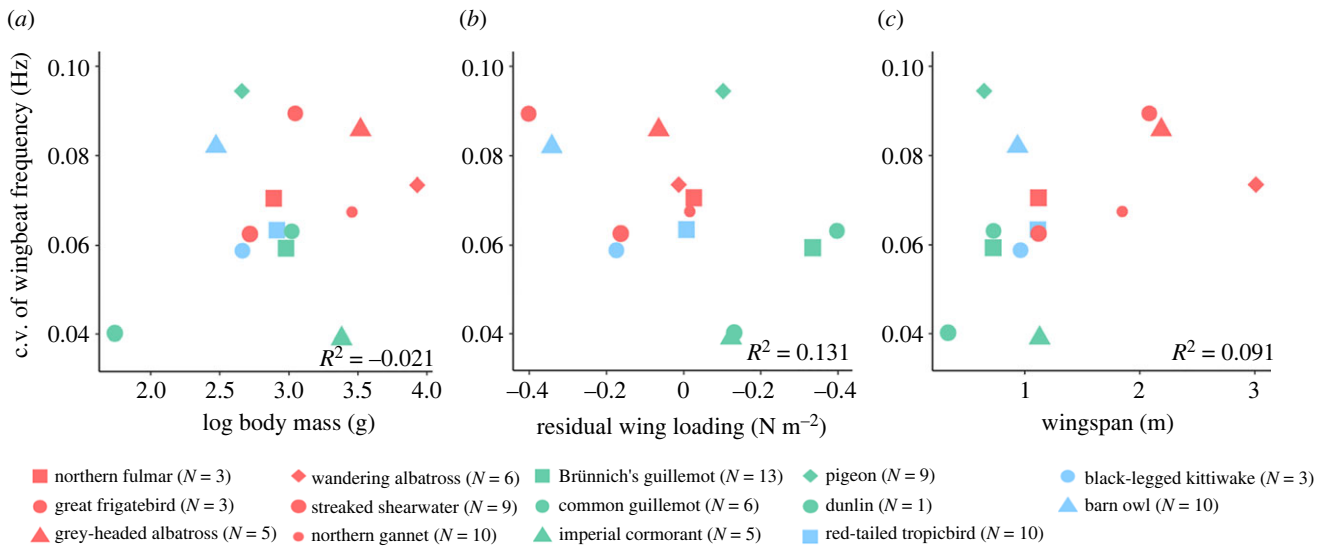 (a) (b) (c)
c.v. of wingbeat frequency (Hz)
0.10 0.10 0.10
0.08 0.08 0.08
0.06 0.06 0.06
0.04 0.04 0.04
R² = –0.021 R² = 0.131 R² = 0.091
2.0 2.5 3.0 3.5 4.0 –0.4 –0.2 0 –0.2 –0.4 1 2 3
log body mass (g) residual wing loading (N m⁻²) wingspan (m)
northern fulmar (N = 3) wandering albatross (N = 6) Brünnich's guillemot (N = 13) pigeon (N = 9) black-legged kittiwake (N = 3)
great frigatebird (N = 3) streaked shearwater (N = 9) common guillemot (N = 6) dunlin (N = 1) barn owl (N = 10)
grey-headed albatross (N = 5) northern gannet (N = 10) imperial cormorant (N = 5) red-tailed tropicbird (N = 10)